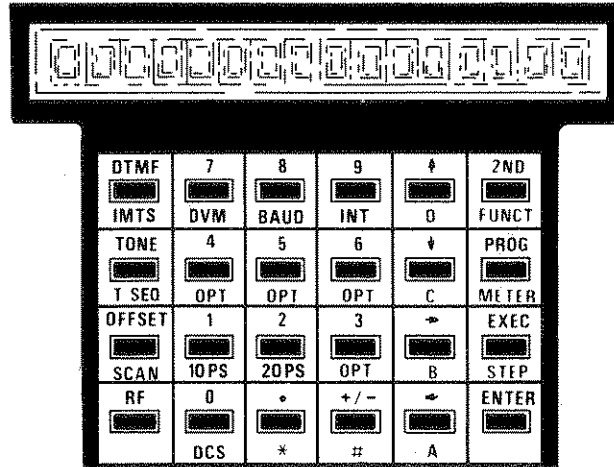 DTMF 7 8 9 2ND
IMTS DVM BAUD INT D FUNCT
TONE 4 5 6 PROG
T SEQ OPT OPT OPT C METER
OFFSET 1 2 3 EXEC
SCAN 10PS 20PS OPT B STEP
RF 0 • +/- ENTER
DCS * # A